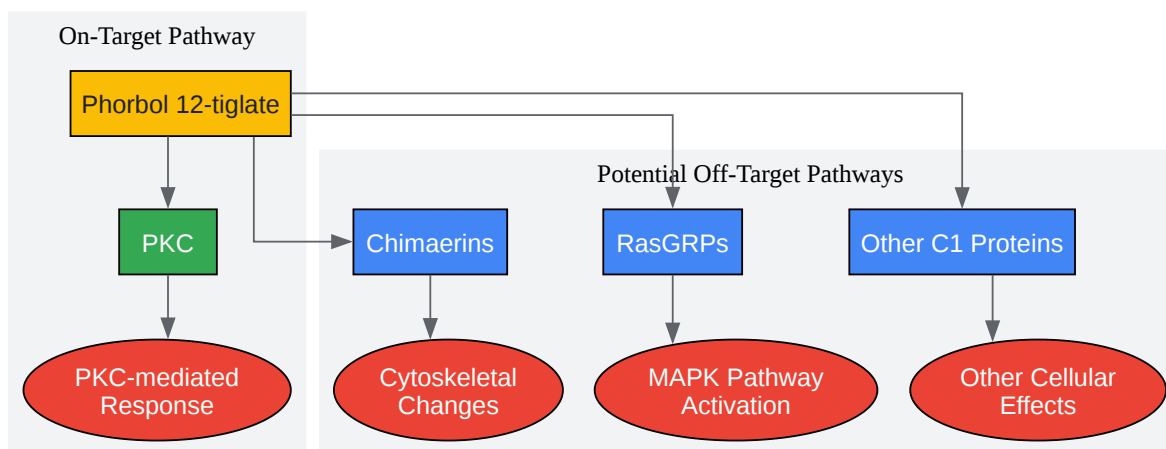 On-Target Pathway
Phorbol 12-tiglate
Potential Off-Target Pathways
PKC
Chimaerins
RasGRPs
Other C1 Proteins
PKC-mediated
Response
Cytoskeletal
Changes
MAPK Pathway
Activation
Other Cellular
Effects